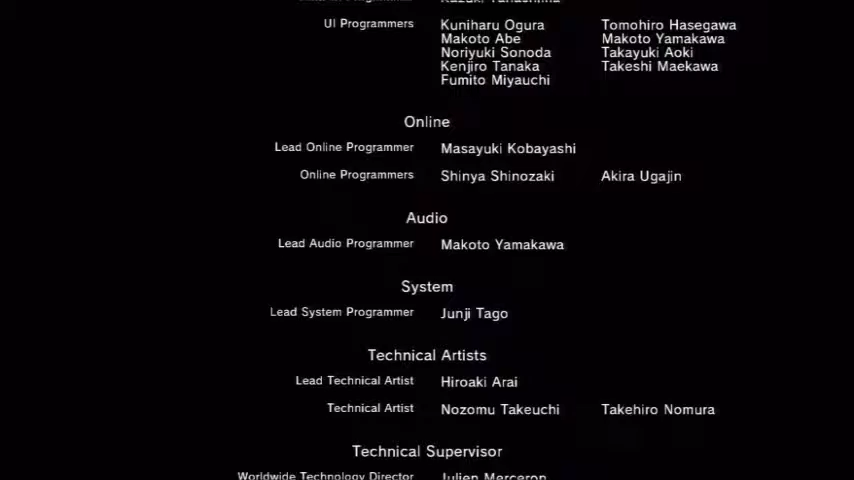 UI Programmers Kuniharu Ogura Tomohiro Hasegawa
Makoto Abe Makoto Yamakawa
Noriyuki Sonoda Takayuki Aoki
Kenjiro Tanaka Takeshi Maekawa
Fumito Miyauchi
Online
Lead Online Programmer Masayuki Kobayashi
Online Programmers Shinya Shinozaki Akira Ugajin
Audio
Lead Audio Programmer Makoto Yamakawa
System
Lead System Programmer Junji Tago
Technical Artists
Lead Technical Artist Hiroaki Arai
Technical Artist Nozomu Takeuchi Takehiro Nomura
Technical Supervisor
Worldwide Technology Director Julien Merceron